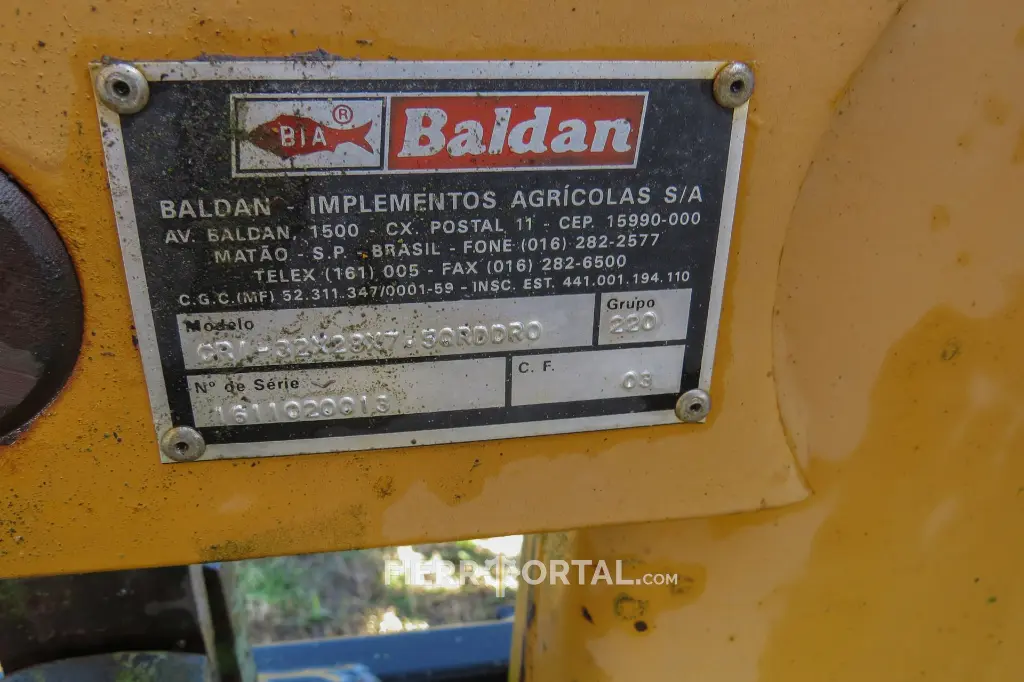 BIA ® Baldan
BALDAN - IMPLEMENTOS AGRÍCOLAS S/A
AV. BALDAN, 1500 - CX. POSTAL 11 - CEP. 15990-000
MATÃO - S.P. - BRASIL - FONE (016) 282-2577
TELEX (161) 005 - FAX (016) 282-6500
C.G.C.(MF) 52.311.347/0001-59 - INSC. EST. 441.001.194.110
Modelo Grupo
220
Nº de Série C. F.
1611020013 03
FIERAPORTAL.COM